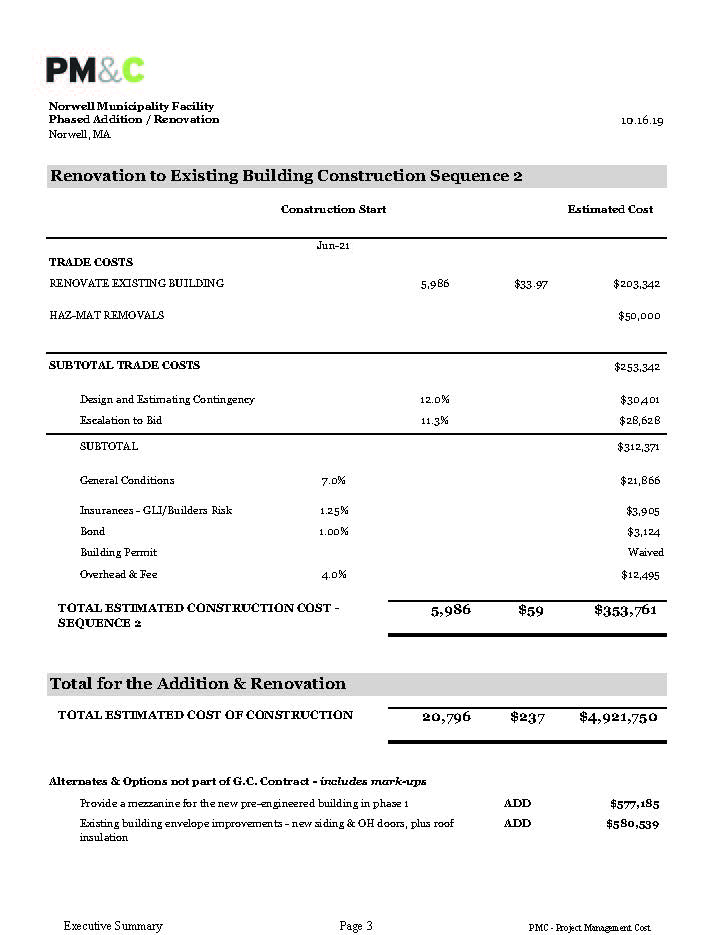 PM&C
Norwell Municipality Facility
Phased Addition / Renovation 10.16.19
Norwell, MA
Renovation to Existing Building Construction Sequence 2
Construction Start Estimated Cost
Jun-21
TRADE COSTS
RENOVATE EXISTING BUILDING 5,986 $33.97 $203,342
HAZ-MAT REMOVALS $50,000
SUBTOTAL TRADE COSTS $253,342
Design and Estimating Contingency 12.0% $30,401
Escalation to Bid 11.3% $28,628
SUBTOTAL $312,371
General Conditions 7.0% $21,866
Insurances - GLI/Builders Risk 1.25% $3,905
Bond 1.00% $3,124
Building Permit Waived
Overhead & Fee 4.0% $12,495
TOTAL ESTIMATED CONSTRUCTION COST - 5,986 $59 $353,761
SEQUENCE 2
Total for the Addition & Renovation
TOTAL ESTIMATED COST OF CONSTRUCTION 20,796 $237 $4,921,750
Alternates & Options not part of G.C. Contract - includes mark-ups
Provide a mezzanine for the new pre-engineered building in phase 1 ADD $577,185
Existing building envelope improvements - new siding & OH doors, plus roof ADD $580,539
insulation
Executive Summary Page 3 PMC - Project Management Cost